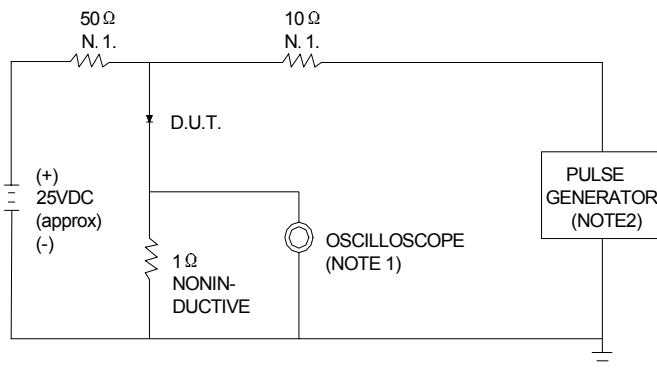 50Ω
N. 1.
10Ω
N. 1.
D.U.T.
(+)
25VDC
(approx)
(-)
1Ω
NONIN-
DUCTIVE
OSCILLOSCOPE
(NOTE 1)
PULSE
GENERATOR
(NOTE2)